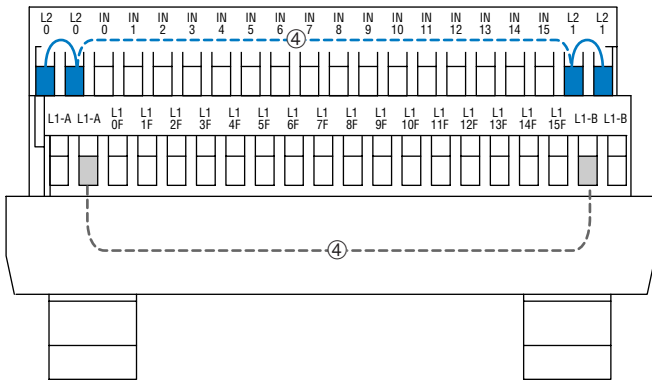 L2 L2 IN IN IN IN IN IN IN IN IN IN IN IN IN IN IN IN L2 L2
0 0 0 1 2 3 4 5 6 7 8 9 10 11 12 13 14 15 1 1
④
L1-A L1-A L1 L1 L1 L1 L1 L1 L1 L1 L1 L1 L1 L1 L1 L1 L1 L1 L1-B L1-B
0F 1F 2F 3F 4F 5F 6F 7F 8F 9F 10F 11F 12F 13F 14F 15F
④